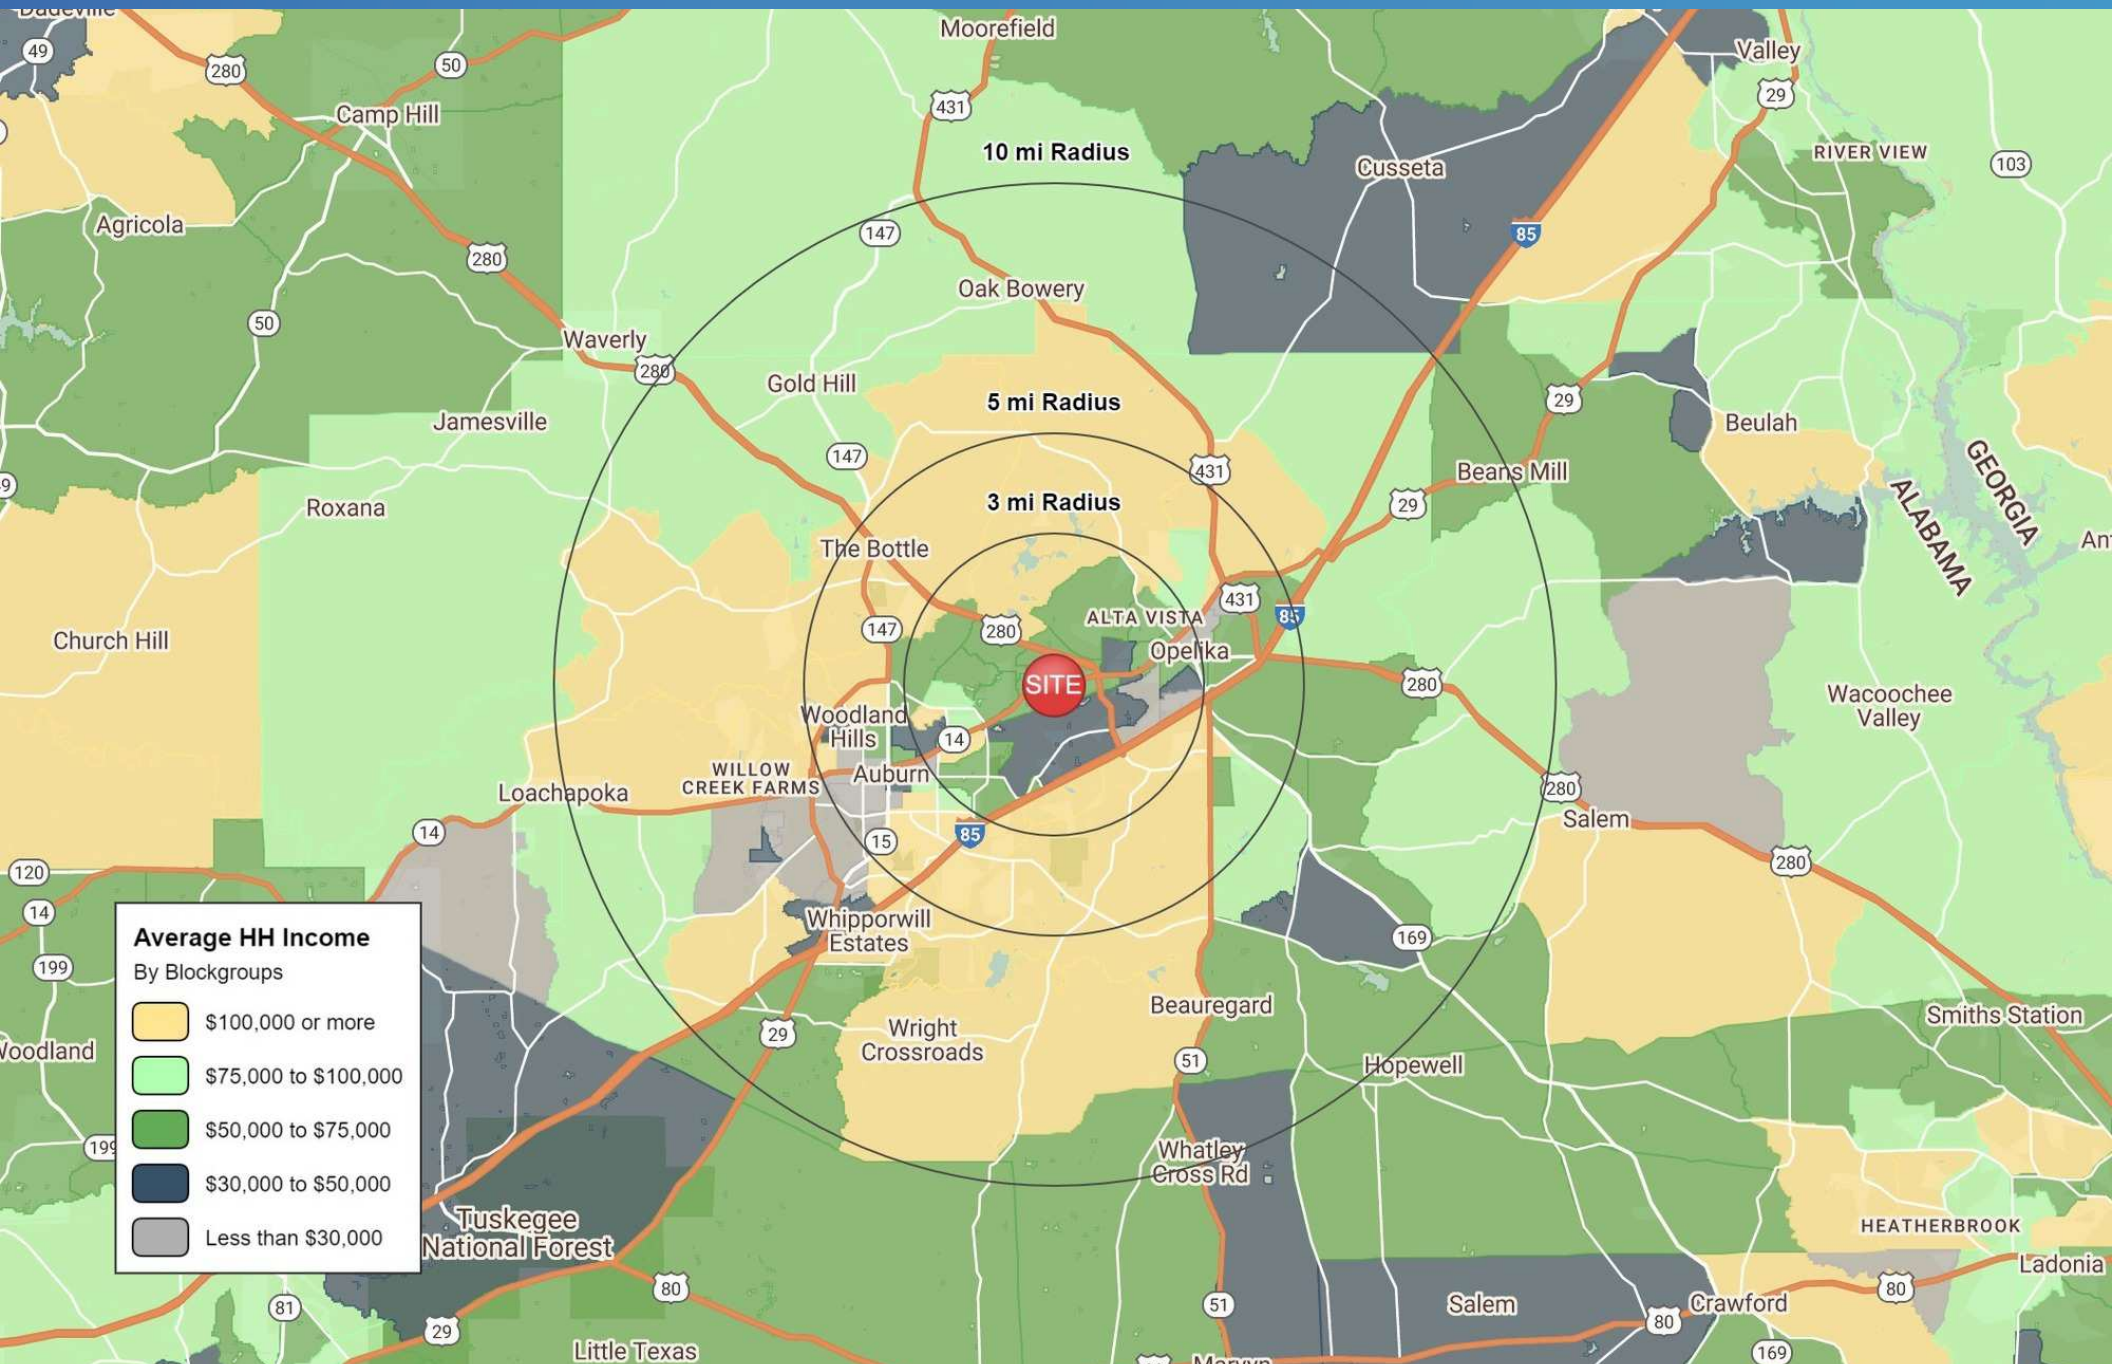 Dadeville
Moorefield
49
280
50
Valley
29
431
Camp Hill
10 mi Radius
Cusseta
RIVER VIEW
103
Agricola
147
85
280
Oak Bowery
50
Waverly
280
Gold Hill
5 mi Radius
29
Jamesville
Beulah
GEORGIA
ALABAMA
147
431
Beans Mill
Roxana
3 mi Radius
29
The Bottle
431
85
ALTA VISTA
Church Hill
147
280
Opelika
SITE
280
Wacoochee
Valley
Woodland
Hills
14
WILLOW
CREEK FARMS
Auburn
Loachapoka
280
Salem
14
15
85
280
120
14
Whipporwill
Estates
169
199
Average HH Income
By Blockgroups
$100,000 or more
$75,000 to $100,000
$50,000 to $75,000
$30,000 to $50,000
Less than $30,000
Beauregard
Smiths Station
29
Wright
Crossroads
Woodland
51
Hopewell
199
Whatley
Cross Rd
Tuskegee
National Forest
HEATHERBROOK
Ladonia
80
80
81
51
Salem
Crawford
80
29
Little Texas
169
Marvyn